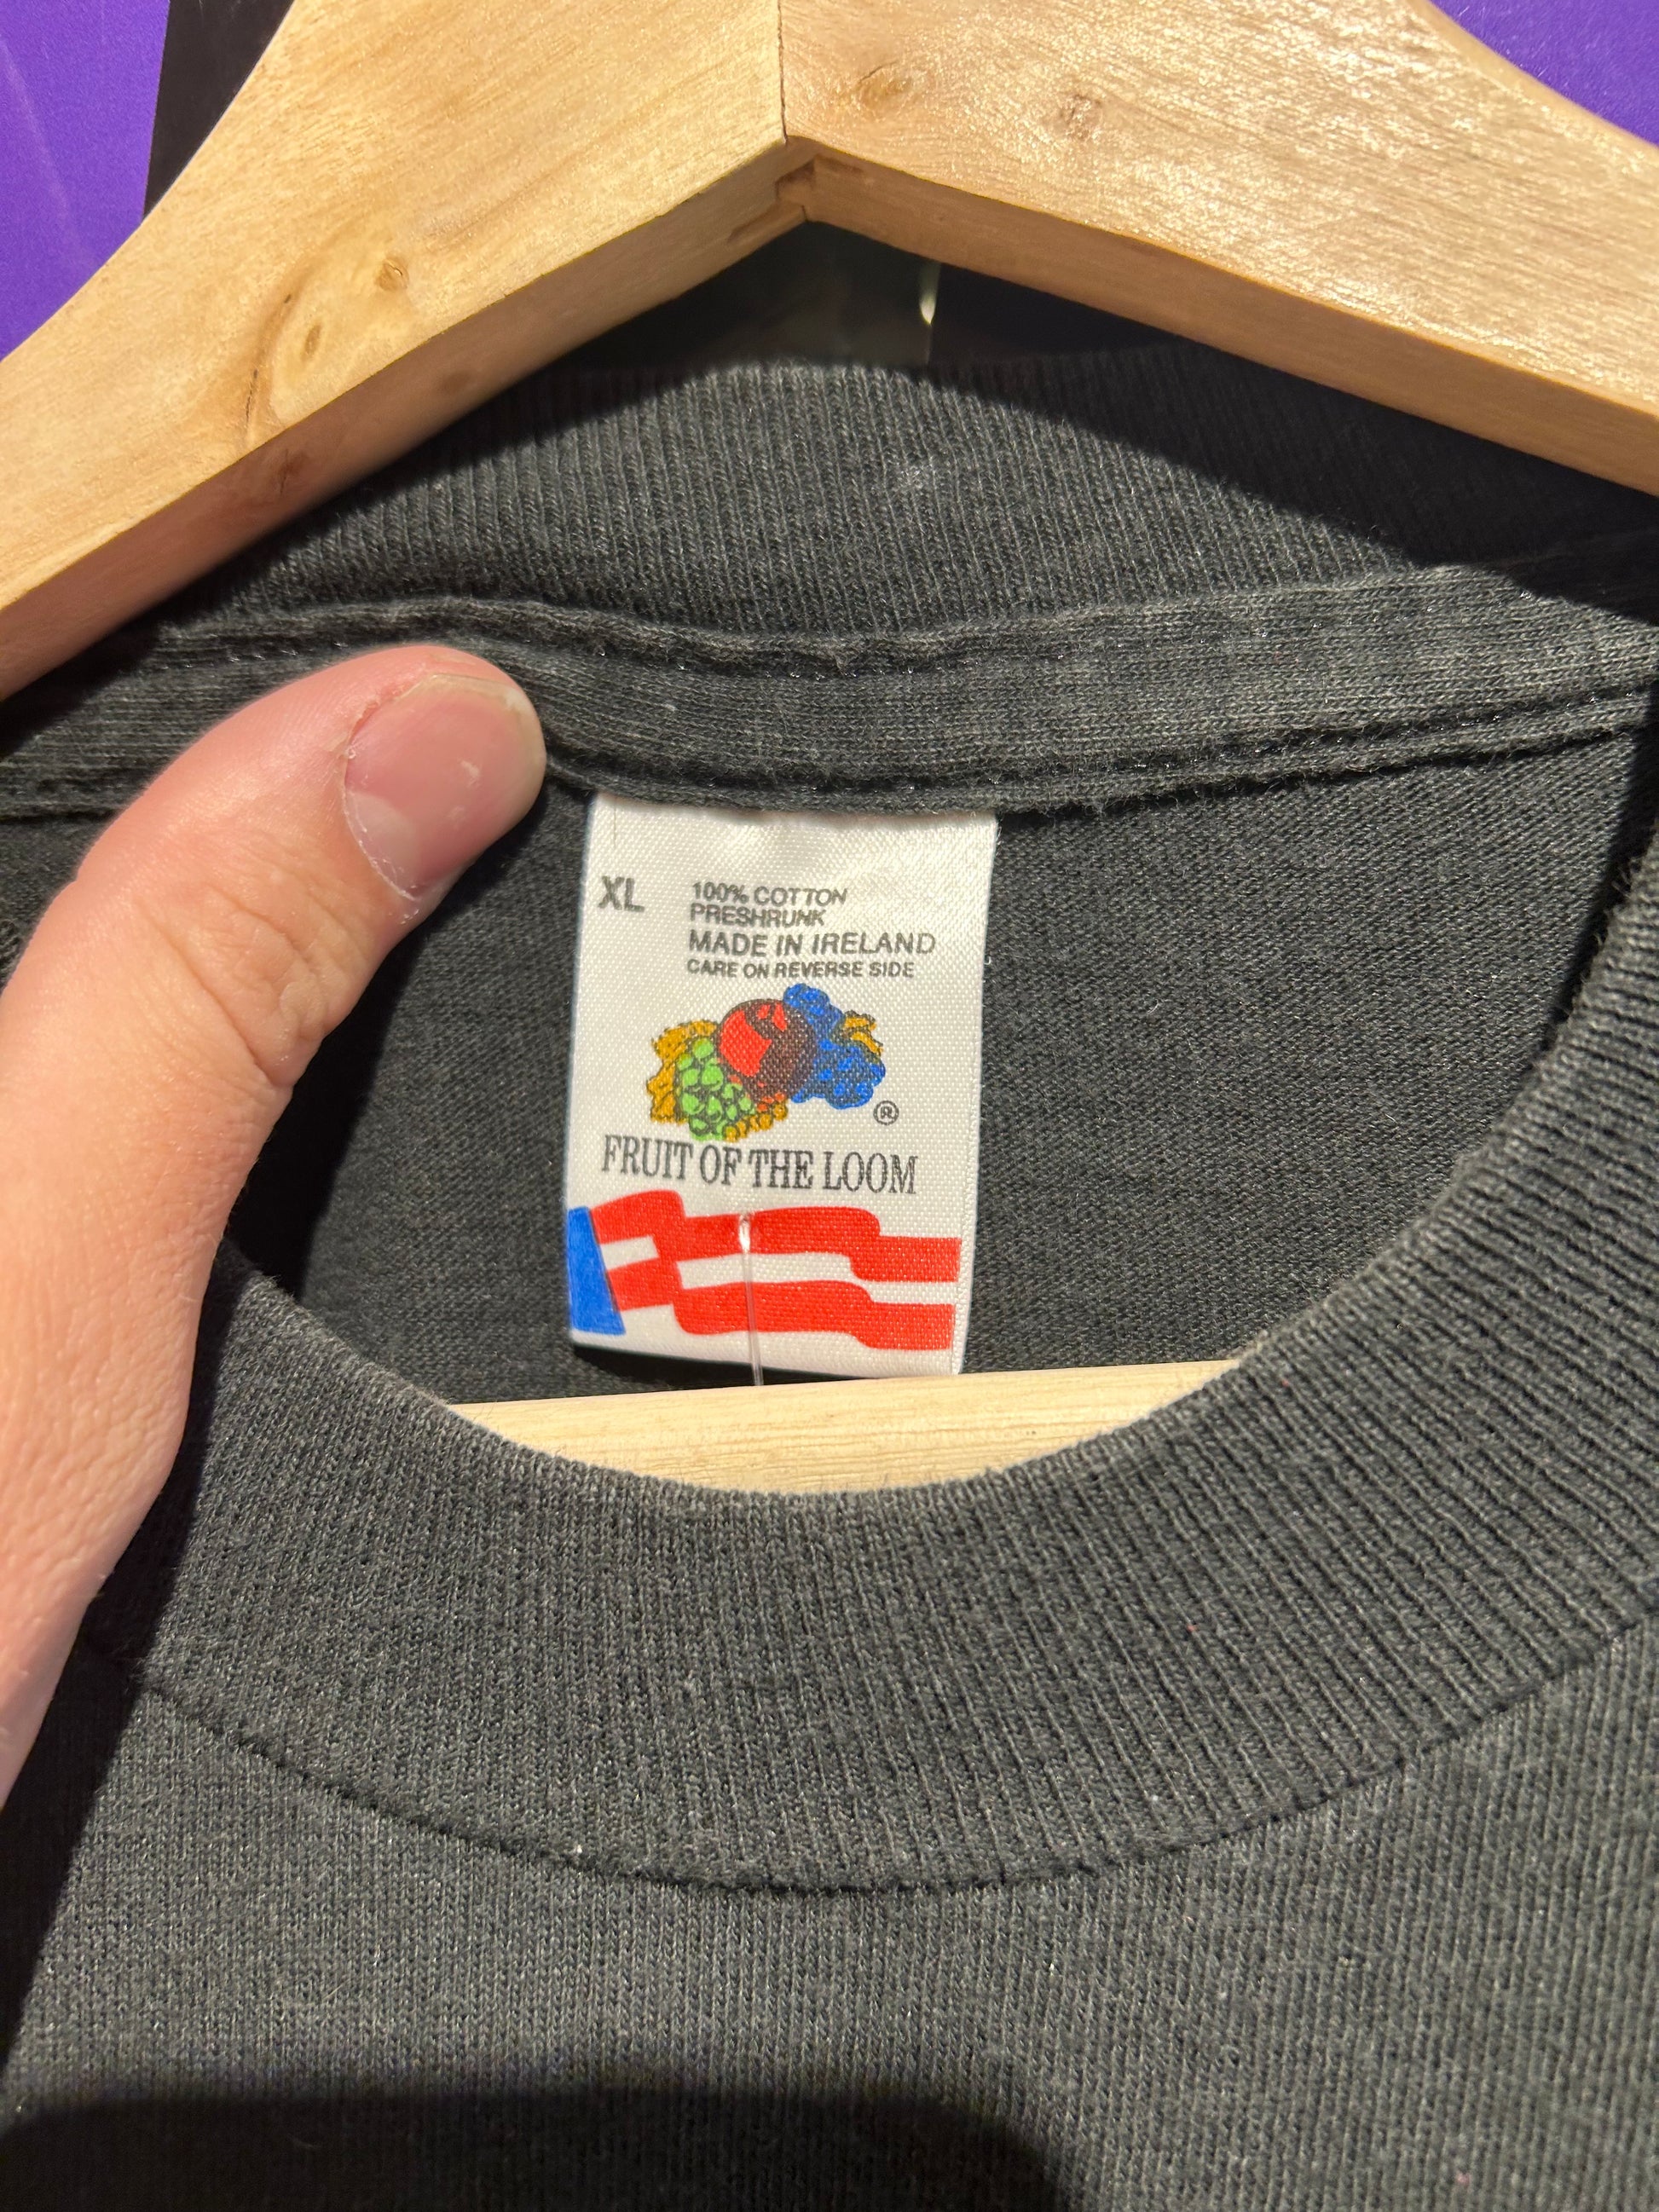 XL
100% COTTON
PRESHRUNK
MADE IN IRELAND
CARE ON REVERSE SIDE
®
FRUIT OF THE LOOM